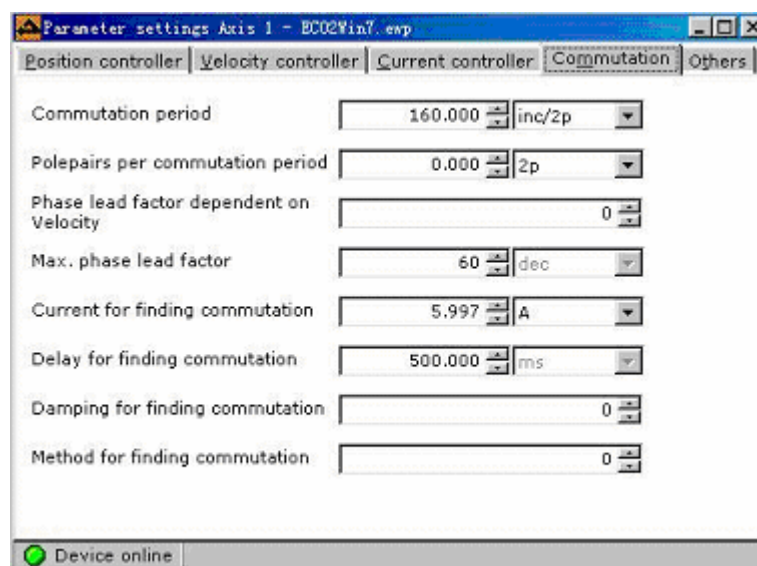 Parameter settings Axis 1 - ECO2Win7.ewp
Position controller Velocity controller Current controller Commutation Others
Commutation period 160.000 inc/2p
Polepairs per commutation period 0.000 2p
Phase lead factor dependent on
Velocity 0
Max. phase lead factor 60 dec
Current for finding commutation 5.997 A
Delay for finding commutation 500.000 ms
Damping for finding commutation 0
Method for finding commutation 0
Device online